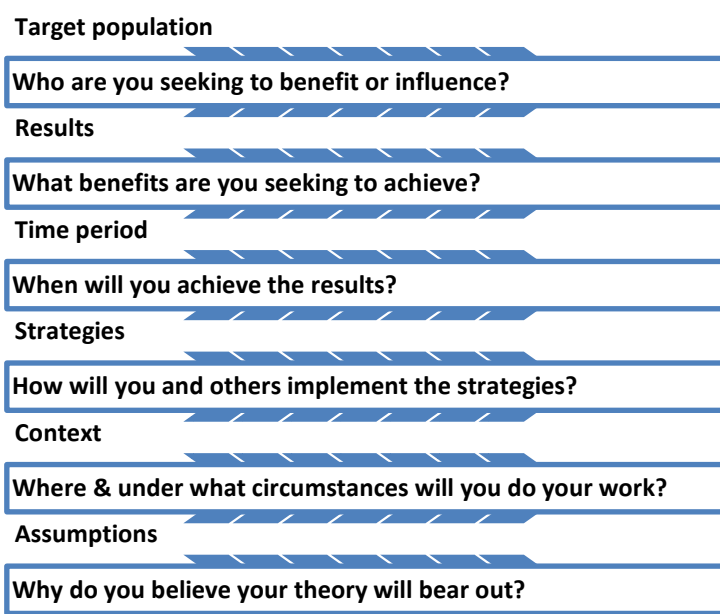 Target population
Who are you seeking to benefit or influence?
Results
What benefits are you seeking to achieve?
Time period
When will you achieve the results?
Strategies
How will you and others implement the strategies?
Context
Where & under what circumstances will you do your work?
Assumptions
Why do you believe your theory will bear out?